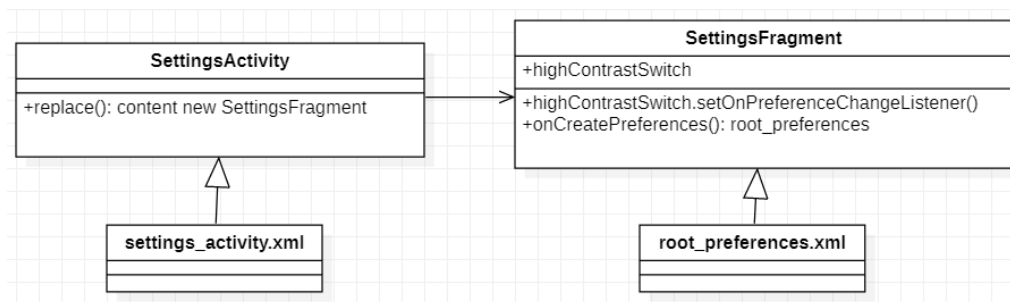 SettingsActivity
+replace(): content new SettingsFragment
SettingsFragment
+highContrastSwitch
+highContrastSwitch.setOnPreferenceChangeListener()
+onCreatePreferences(): root_preferences
settings_activity.xml
root_preferences.xml